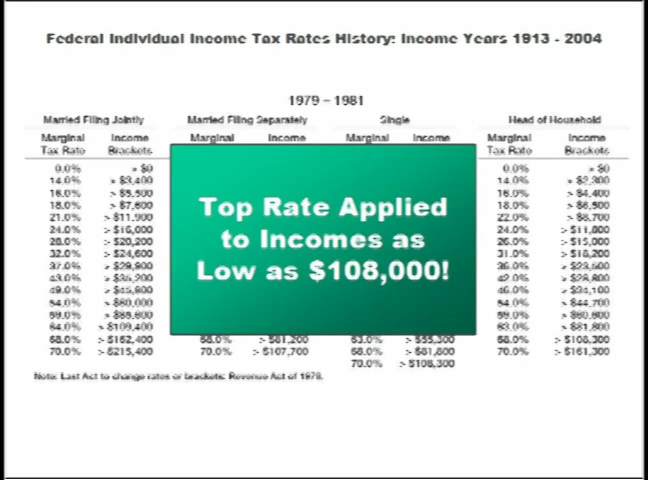 Federal Individual Income Tax Rates History: Income Years 1913 - 2004
1979 – 1981
Married Filing Jointly Married Filing Separately Single Head of Household
Marginal Income Marginal Income Marginal Income Marginal Income
Tax Rate Brackets Tax Rate Brackets
0.0% > $0 0.0% > $0
14.0% > $3,400 14.0% > $2,300
16.0% > $5,500 16.0% > $4,400
18.0% > $7,600 18.0% > $6,500
21.0% > $11,900 22.0% > $8,700
24.0% > $16,000 24.0% > $11,800
28.0% > $20,200 26.0% > $15,000
32.0% > $24,600 31.0% > $18,200
37.0% > $29,900 36.0% > $23,500
43.0% > $35,200 42.0% > $28,800
49.0% > $45,800 46.0% > $34,100
54.0% > $60,000 54.0% > $44,700
59.0% > $85,600 59.0% > $60,600
64.0% > $109,400 63.0% > $81,800
68.0% > $162,400 68.0% > $81,200 63.0% > $55,300 68.0% > $108,300
70.0% > $215,400 70.0% > $107,700 68.0% > $81,800 70.0% > $161,300
70.0% > $108,300
Top Rate Applied
to Incomes as
Low as $108,000!
Note: Last Act to change rates or brackets: Revenue Act of 1978.